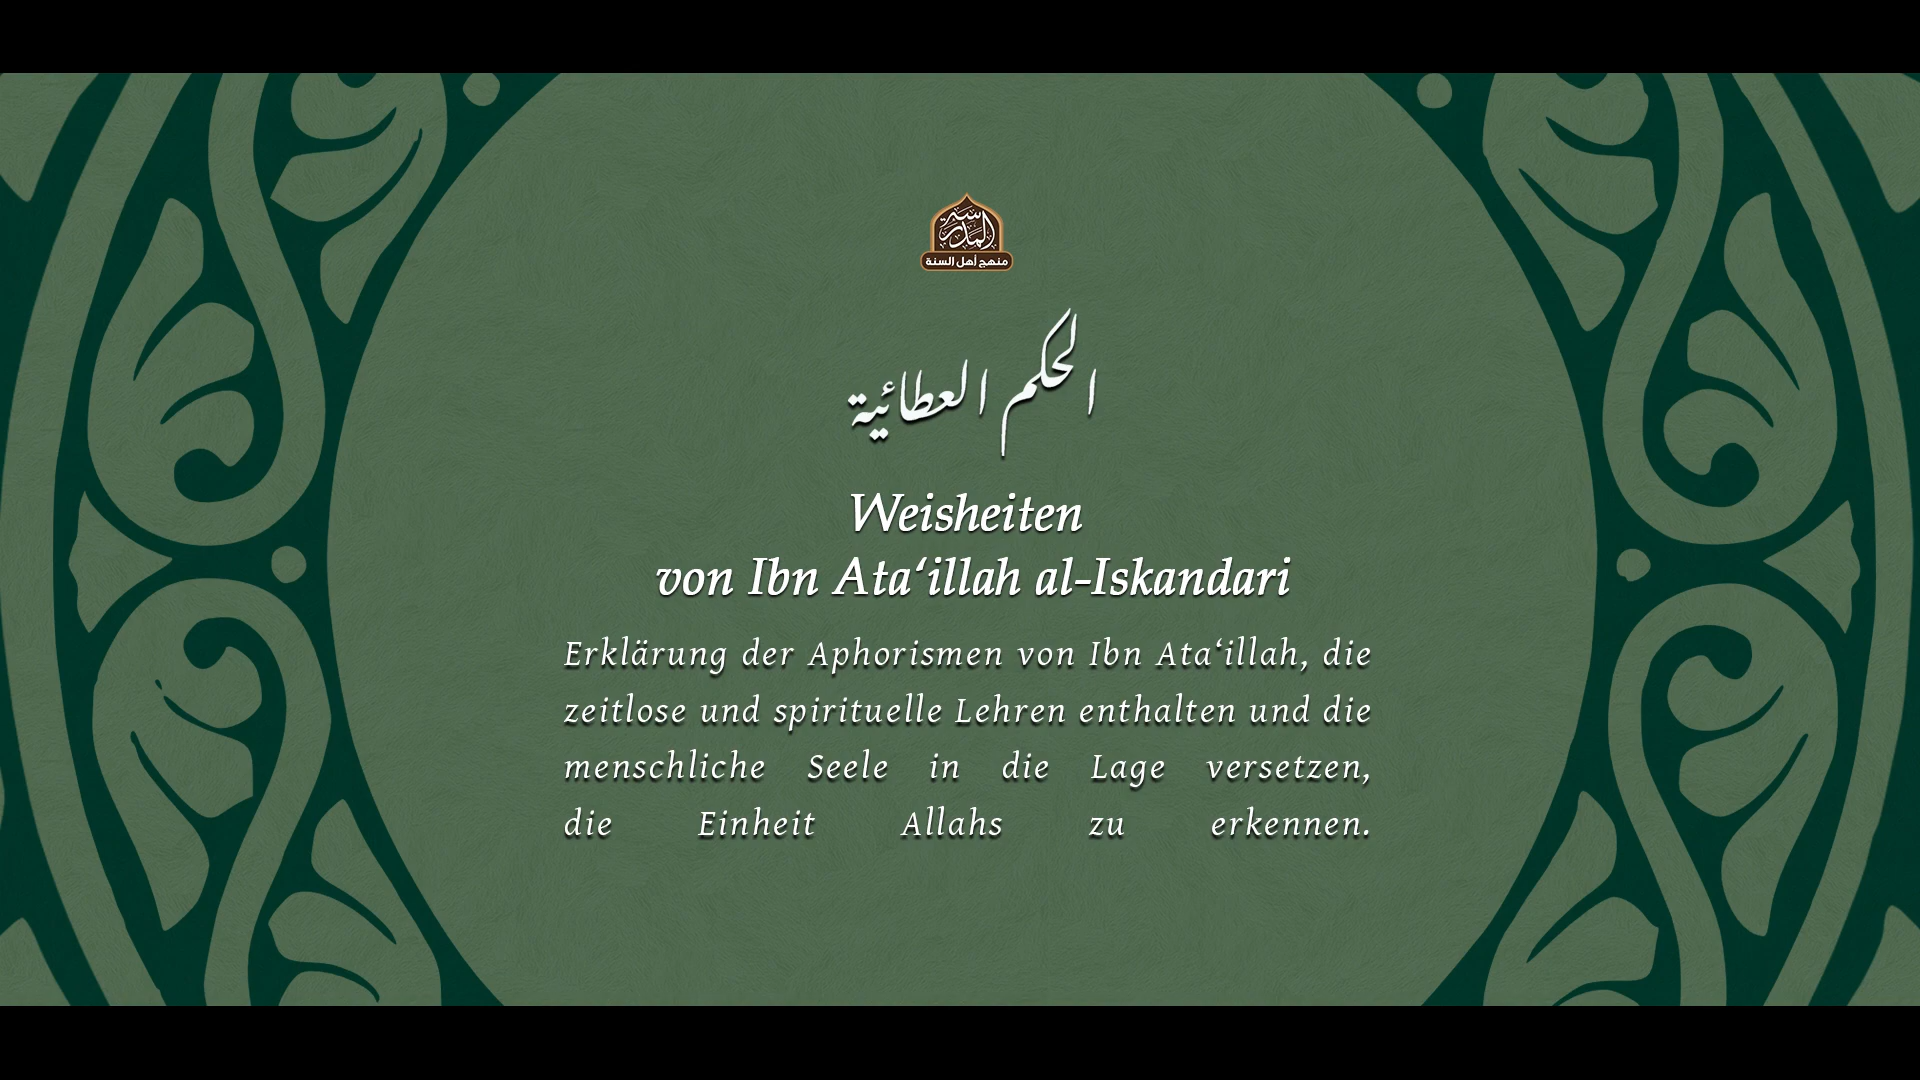 المدرسة
منهج أهل السنة
الحكم العطائية
Weisheiten
von Ibn Ata‘illah al-Iskandari
Erklärung der Aphorismen von Ibn Ata‘illah, die
zeitlose und spirituelle Lehren enthalten und die
menschliche Seele in die Lage versetzen,
die Einheit Allahs zu erkennen.